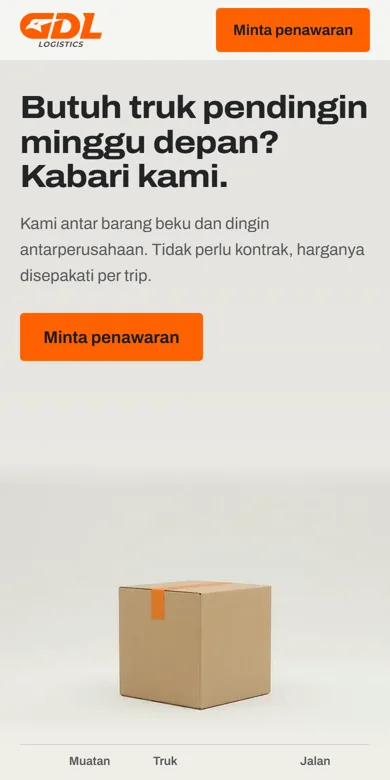 GDL
LOGISTICS
Minta penawaran
Butuh truk pendingin
minggu depan?
Kabari kami.
Kami antar barang beku dan dingin
antarperusahaan. Tidak perlu kontrak, harganya
disepakati per trip.
Minta penawaran
Muatan Truk Jalan